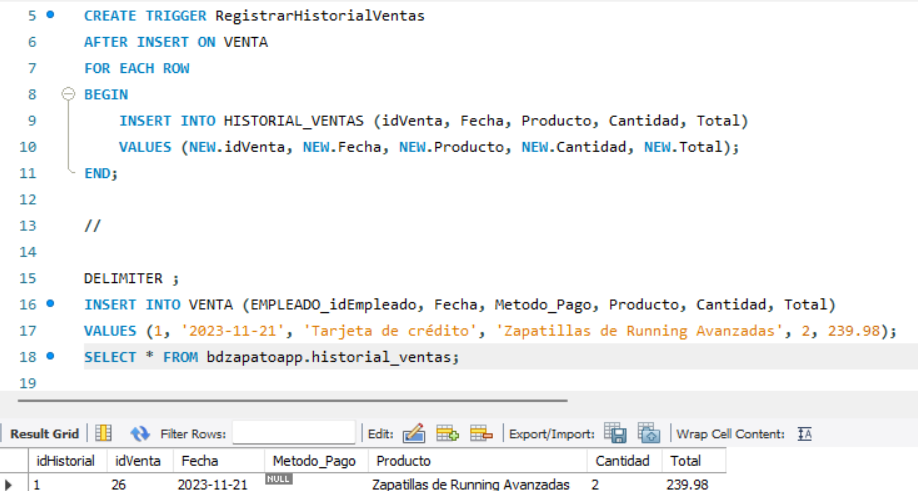 5 CREATE TRIGGER RegistrarHistorialVentas
6 AFTER INSERT ON VENTA
7 FOR EACH ROW
8 BEGIN
9 INSERT INTO HISTORIAL_VENTAS (idVenta, Fecha, Producto, Cantidad, Total)
10 VALUES (NEW.idVenta, NEW.Fecha, NEW.Producto, NEW.Cantidad, NEW.Total);
11 END;
12
13 //
14
15 DELIMITER ;
16 INSERT INTO VENTA (EMPLEADO_idEmpleado, Fecha, Metodo_Pago, Producto, Cantidad, Total)
17 VALUES (1, '2023-11-21', 'Tarjeta de crédito', 'Zapatillas de Running Avanzadas', 2, 239.98);
18 SELECT * FROM bdzapatoapp.historial_ventas;
19
Result Grid Filter Rows: Edit: Export/Import: Wrap Cell Content: IA
idHistorial idVenta Fecha Metodo_Pago Producto Cantidad Total
1 26 2023-11-21 NULL Zapatillas de Running Avanzadas 2 239.98